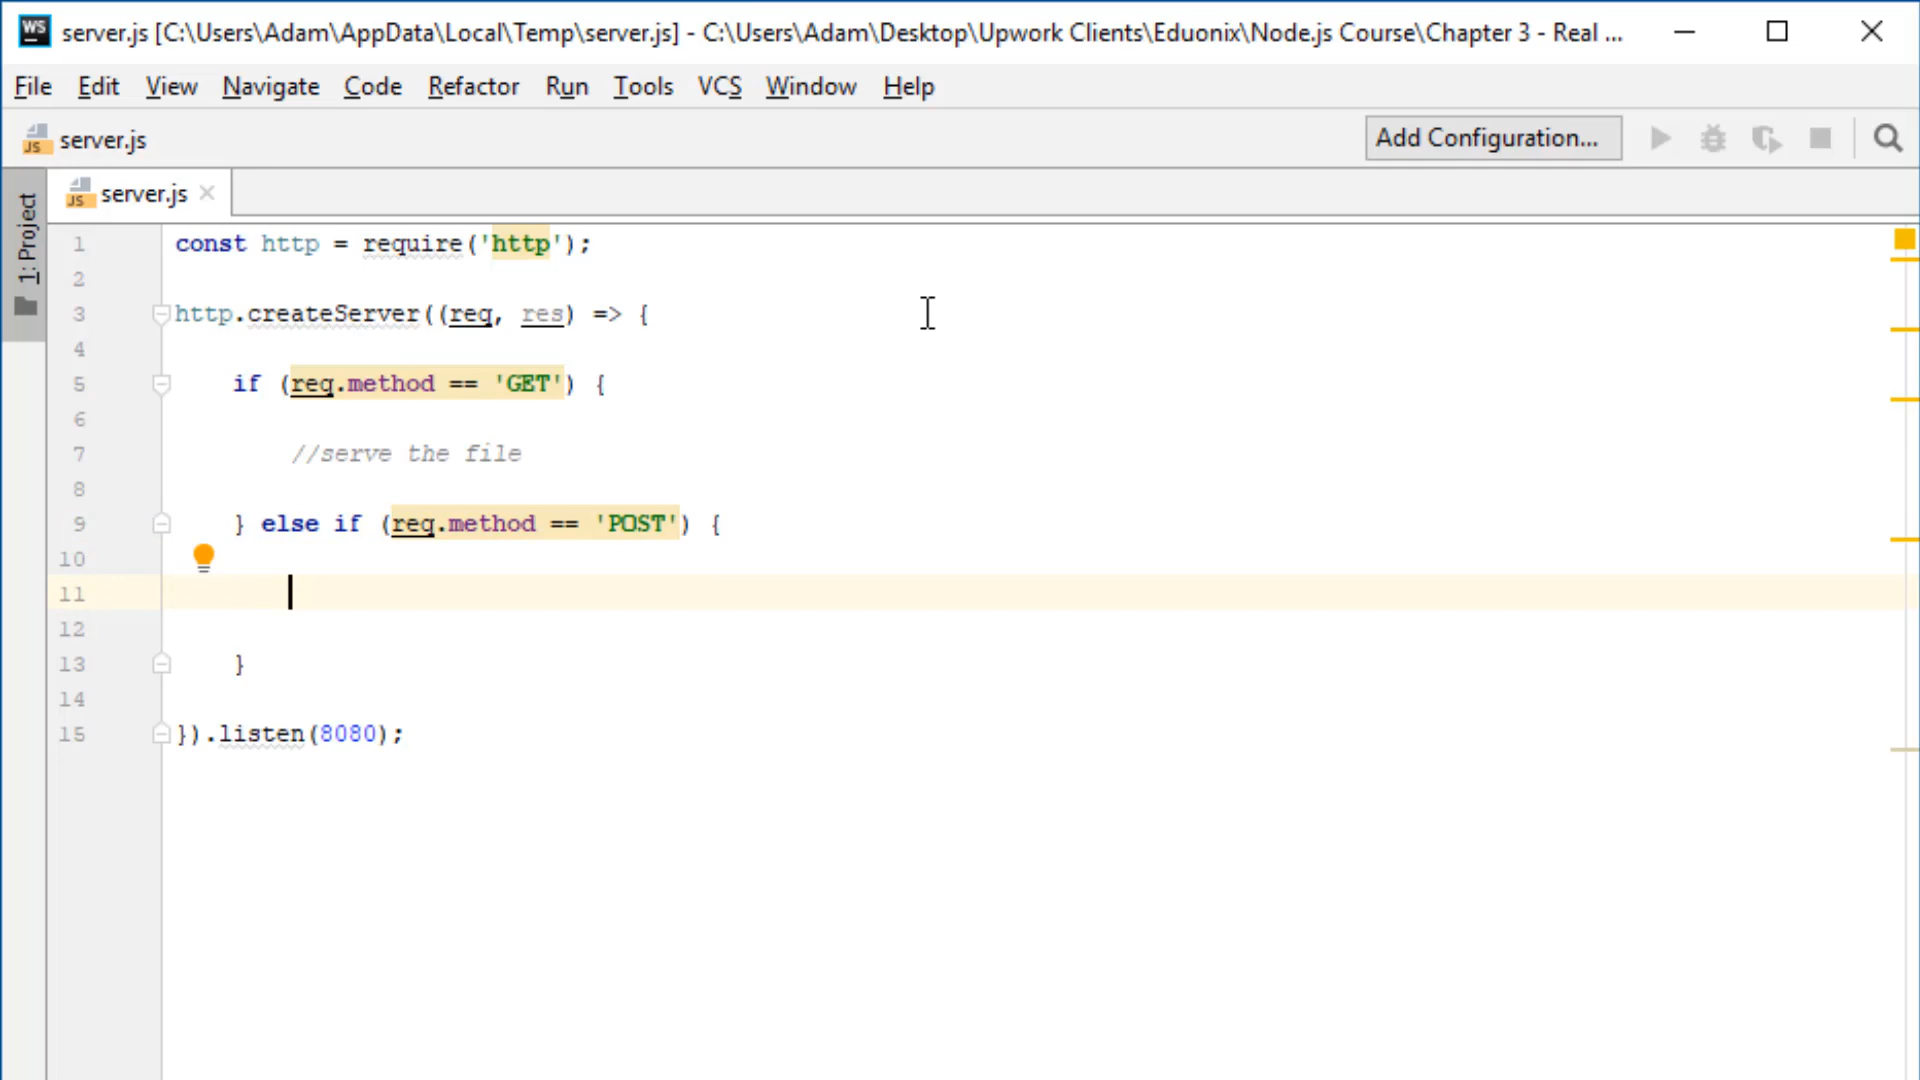 WS server.js [C:\Users\Adam\AppData\Local\Temp\server.js] - C:\Users\Adam\Desktop\Upwork Clients\Eduonix\Node.js Course\Chapter 3 - Real ...
File Edit View Navigate Code Refactor Run Tools VCS Window Help
JS server.js Add Configuration...
1: Project
JS server.js
1 const http = require('http');
2
3 http.createServer((req, res) => {
4
5 if (req.method == 'GET') {
6
7 //serve the file
8
9 } else if (req.method == 'POST') {
10
11
12
13 }
14
15 }).listen(8080);